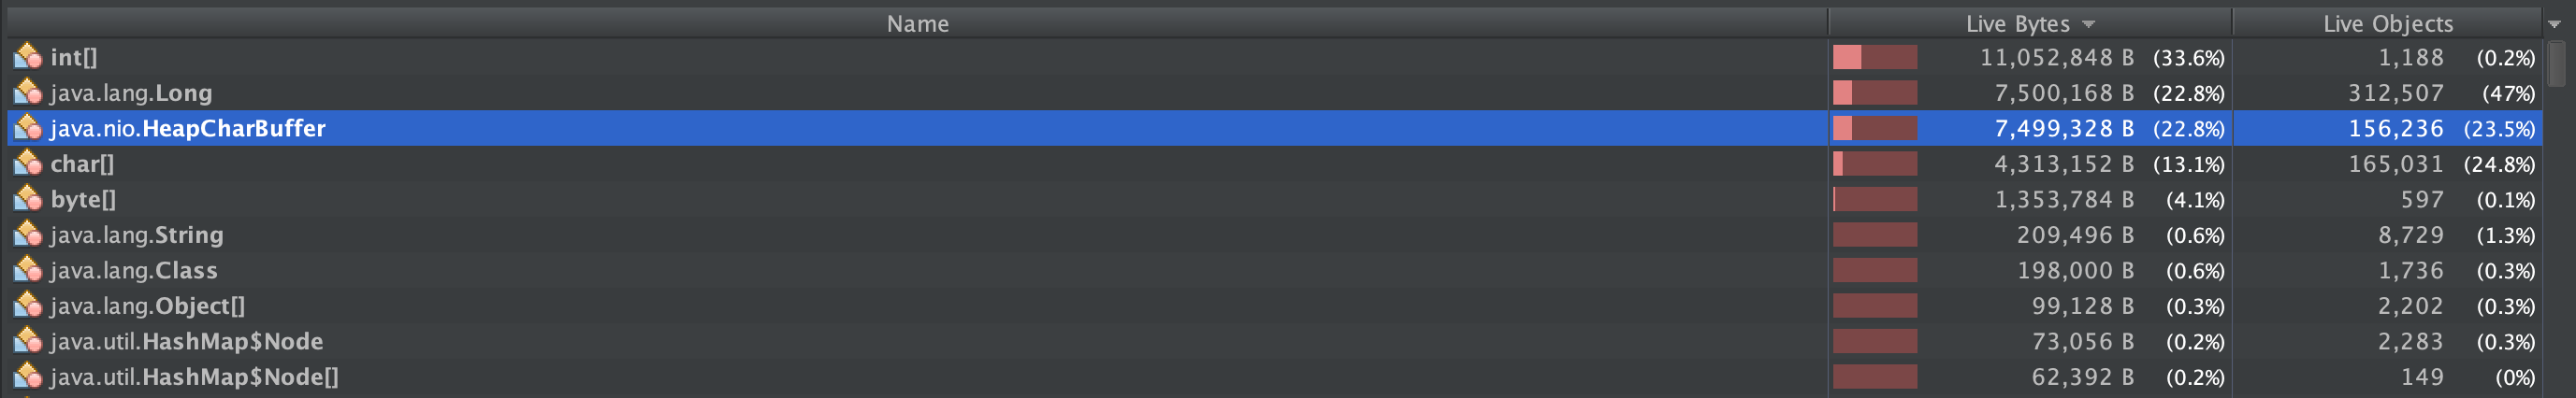 Name Live Bytes Live Objects
int[] 11,052,848 B (33.6%) 1,188 (0.2%)
java.lang.Long 7,500,168 B (22.8%) 312,507 (47%)
java.nio.HeapCharBuffer 7,499,328 B (22.8%) 156,236 (23.5%)
char[] 4,313,152 B (13.1%) 165,031 (24.8%)
byte[] 1,353,784 B (4.1%) 597 (0.1%)
java.lang.String 209,496 B (0.6%) 8,729 (1.3%)
java.lang.Class 198,000 B (0.6%) 1,736 (0.3%)
java.lang.Object[] 99,128 B (0.3%) 2,202 (0.3%)
java.util.HashMap$Node 73,056 B (0.2%) 2,283 (0.3%)
java.util.HashMap$Node[] 62,392 B (0.2%) 149 (0%)